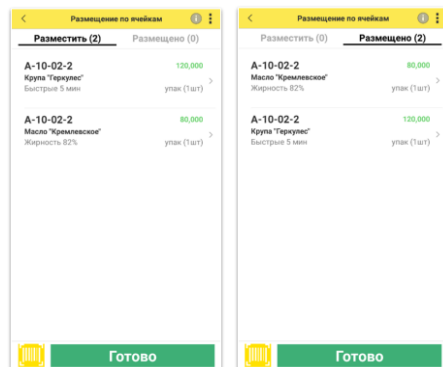 Размещение по ячейкам
Разместить (2) Размещено (0)
А-10-02-2 120,000
Крупа "Геркулес"
Быстрые 5 мин упак (1шт)
А-10-02-2 80,000
Масло "Кремлевское"
Жирность 82% упак (1шт)
Готово
Размещение по ячейкам
Разместить (0) Размещено (2)
А-10-02-2 80,000
Масло "Кремлевское"
Жирность 82% упак (1шт)
А-10-02-2 120,000
Крупа "Геркулес"
Быстрые 5 мин упак (1шт)
Готово